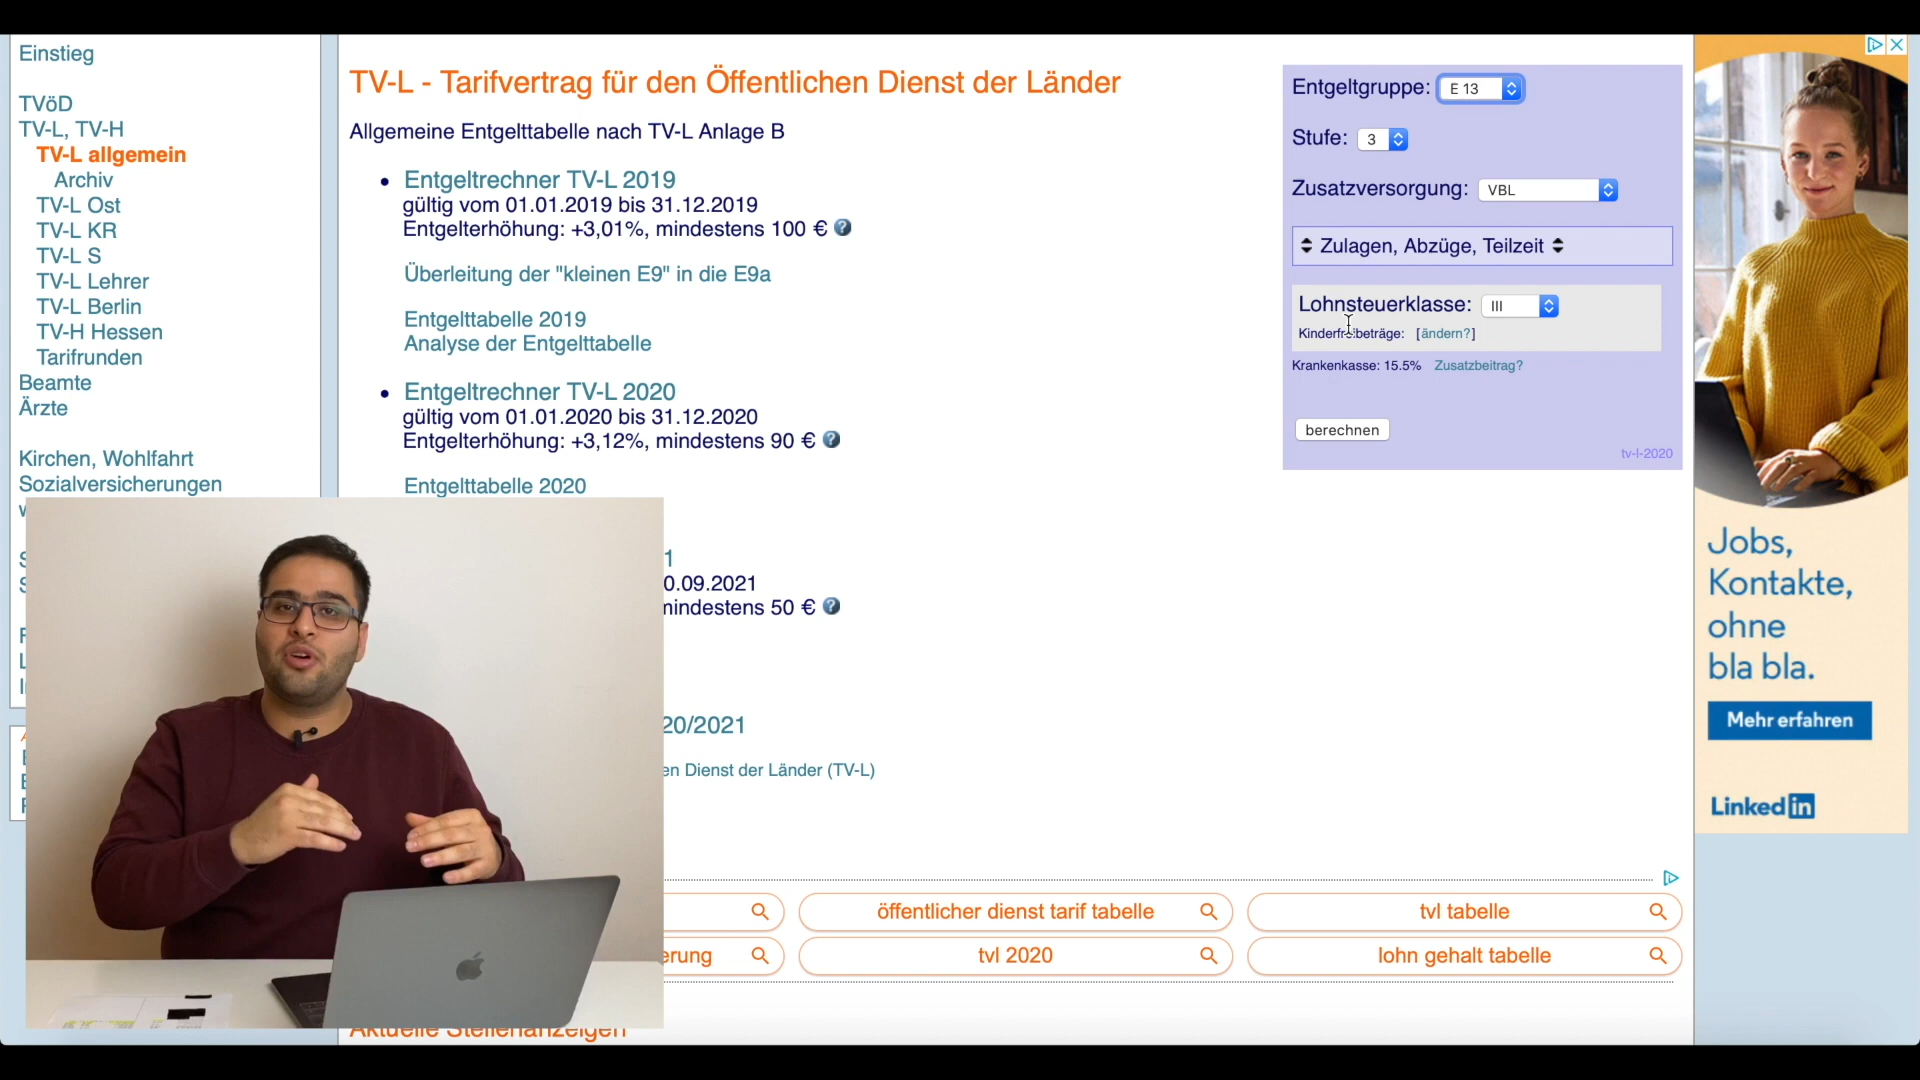 Einstieg
TVöD
TV-L, TV-H
TV-L allgemein
Archiv
TV-L Ost
TV-L KR
TV-L S
TV-L Lehrer
TV-L Berlin
TV-H Hessen
Tarifrunden
Beamte
Ärzte
Kirchen, Wohlfahrt
Sozialversicherungen
TV-L - Tarifvertrag für den Öffentlichen Dienst der Länder
Allgemeine Entgelttabelle nach TV-L Anlage B
Entgeltrechner TV-L 2019
gültig vom 01.01.2019 bis 31.12.2019
Entgelterhöhung: +3,01%, mindestens 100 €
Überleitung der "kleinen E9" in die E9a
Entgelttabelle 2019
Analyse der Entgelttabelle
Entgeltrechner TV-L 2020
gültig vom 01.01.2020 bis 31.12.2020
Entgelterhöhung: +3,12%, mindestens 90 €
Entgelttabelle 2020
1
0.09.2021
mindestens 50 €
20/2021
en Dienst der Länder (TV-L)
öffentlicher dienst tarif tabelle
tvl tabelle
erung
tvl 2020
lohn gehalt tabelle
Aktuelle Stellenanzeigen
Entgeltgruppe: E 13
Stufe: 3
Zusatzversorgung: VBL
Zulagen, Abzüge, Teilzeit
Lohnsteuerklasse: III
Kinderfreibeträge: [ändern?]
Krankenkasse: 15.5% Zusatzbeitrag?
berechnen
tv-l-2020
Jobs,
Kontakte,
ohne
bla bla.
Mehr erfahren
Linked in